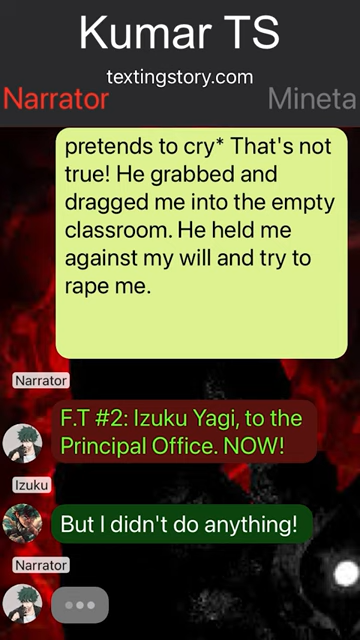 Kumar TS
textingstory.com
Narrator
Mineta
pretends to cry* That's not
true! He grabbed and
dragged me into the empty
classroom. He held me
against my will and try to
rape me.
Narrator
F.T #2: Izuku Yagi, to the
Principal Office. NOW!
Izuku
But I didn't do anything!
Narrator